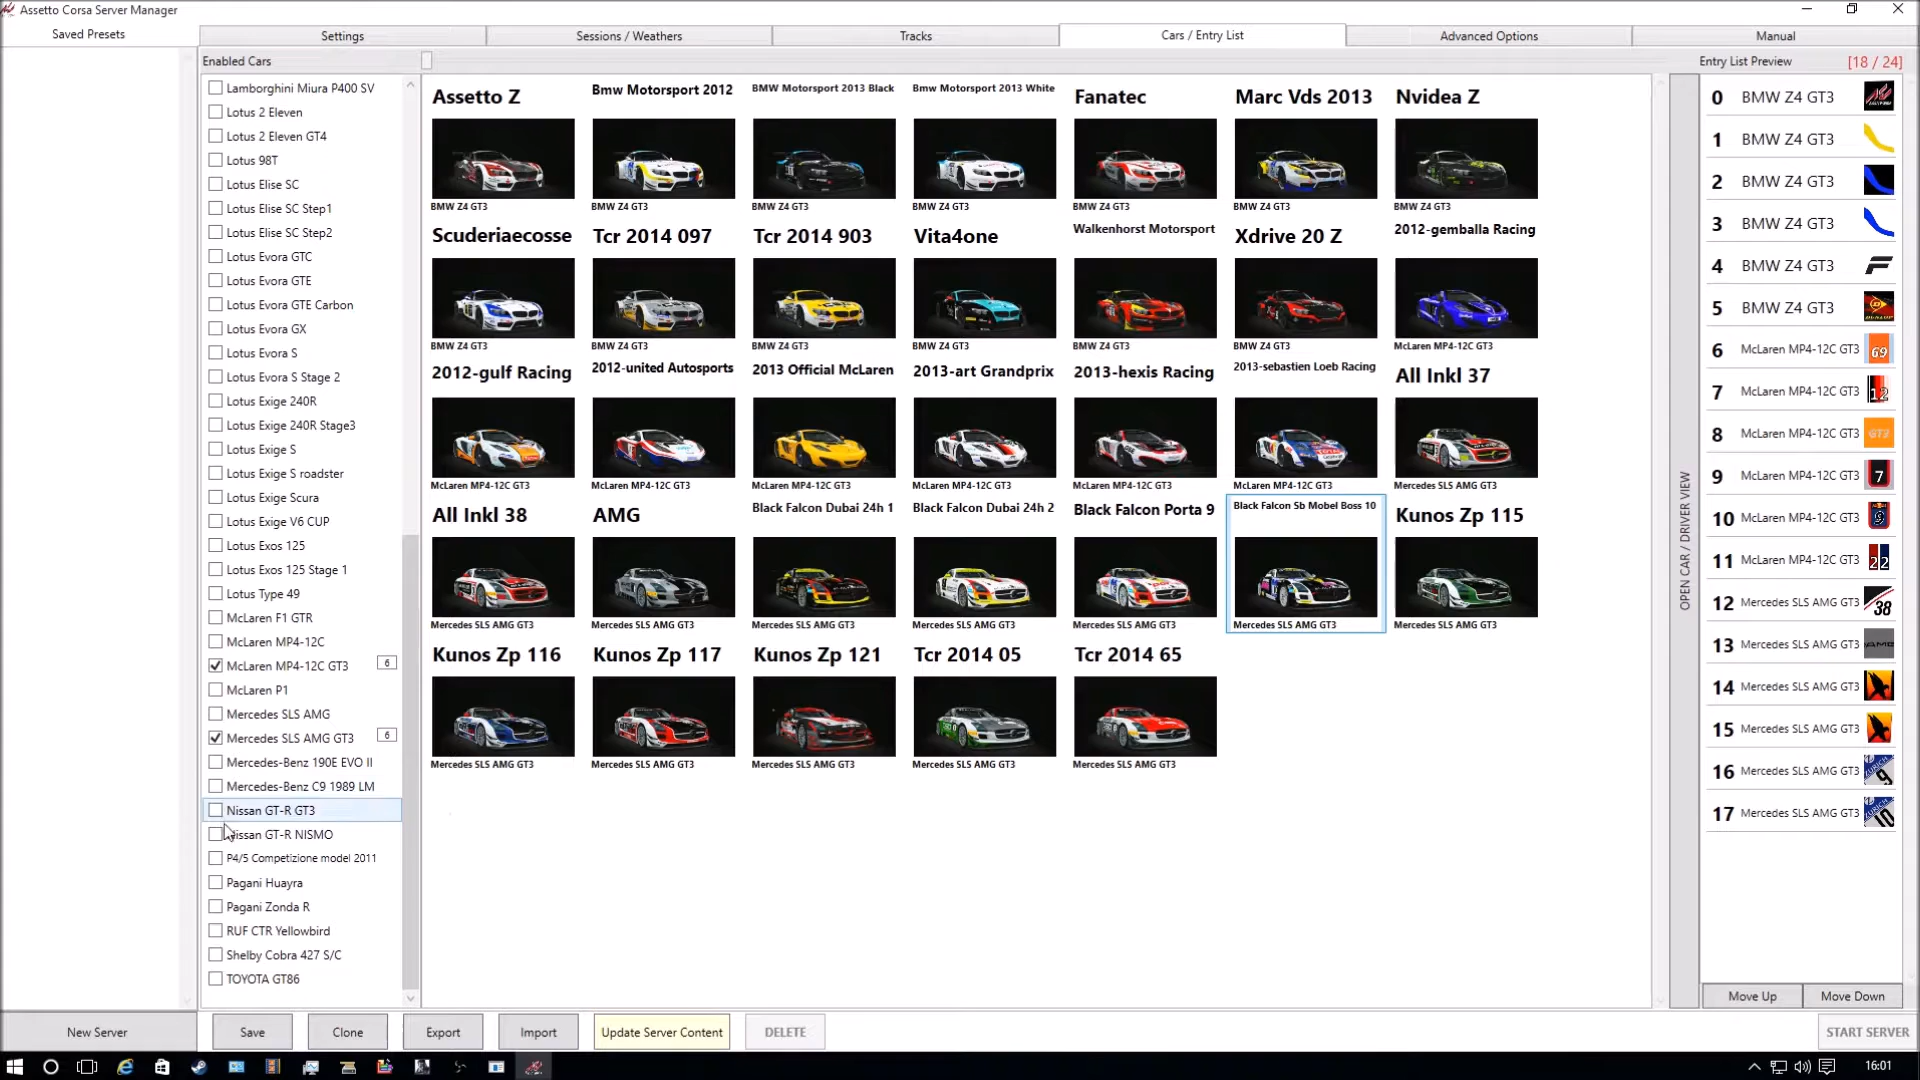 Assetto Corsa Server Manager
Saved Presets
Settings
Sessions / Weathers
Tracks
Cars / Entry List
Advanced Options
Manual
Enabled Cars
Entry List Preview
[18 / 24]
Lamborghini Miura P400 SV
Lotus 2 Eleven
Lotus 2 Eleven GT4
Lotus 98T
Lotus Elise SC
Lotus Elise SC Step1
Lotus Elise SC Step2
Lotus Evora GTC
Lotus Evora GTE
Lotus Evora GTE Carbon
Lotus Evora GX
Lotus Evora S
Lotus Evora S Stage 2
Lotus Exige 240R
Lotus Exige 240R Stage3
Lotus Exige S
Lotus Exige S roadster
Lotus Exige Scura
Lotus Exige V6 CUP
Lotus Exos 125
Lotus Exos 125 Stage 1
Lotus Type 49
McLaren F1 GTR
McLaren MP4-12C
McLaren MP4-12C GT3 6
McLaren P1
Mercedes SLS AMG
Mercedes SLS AMG GT3 6
Mercedes-Benz 190E EVO II
Mercedes-Benz C9 1989 LM
Nissan GT-R GT3
Nissan GT-R NISMO
P4/5 Competizione model 2011
Pagani Huayra
Pagani Zonda R
RUF CTR Yellowbird
Shelby Cobra 427 S/C
TOYOTA GT86
Assetto Z
Bmw Motorsport 2012
BMW Motorsport 2013 Black
Bmw Motorsport 2013 White
Fanatec
Marc Vds 2013
Nvidea Z
BMW Z4 GT3
BMW Z4 GT3
BMW Z4 GT3
BMW Z4 GT3
BMW Z4 GT3
BMW Z4 GT3
BMW Z4 GT3
Scuderiaecosse
Tcr 2014 097
Tcr 2014 903
Vita4one
Walkenhorst Motorsport
Xdrive 20 Z
2012-gemballa Racing
BMW Z4 GT3
BMW Z4 GT3
BMW Z4 GT3
BMW Z4 GT3
BMW Z4 GT3
BMW Z4 GT3
McLaren MP4-12C GT3
2012-gulf Racing
2012-united Autosports
2013 Official McLaren
2013-art Grandprix
2013-hexis Racing
2013-sebastien Loeb Racing
All Inkl 37
McLaren MP4-12C GT3
McLaren MP4-12C GT3
McLaren MP4-12C GT3
McLaren MP4-12C GT3
McLaren MP4-12C GT3
McLaren MP4-12C GT3
Mercedes SLS AMG GT3
All Inkl 38
AMG
Black Falcon Dubai 24h 1
Black Falcon Dubai 24h 2
Black Falcon Porta 9
Black Falcon Sb Mobel Boss 10
Kunos Zp 115
Mercedes SLS AMG GT3
Mercedes SLS AMG GT3
Mercedes SLS AMG GT3
Mercedes SLS AMG GT3
Mercedes SLS AMG GT3
Mercedes SLS AMG GT3
Mercedes SLS AMG GT3
Kunos Zp 116
Kunos Zp 117
Kunos Zp 121
Tcr 2014 05
Tcr 2014 65
Mercedes SLS AMG GT3
Mercedes SLS AMG GT3
Mercedes SLS AMG GT3
Mercedes SLS AMG GT3
Mercedes SLS AMG GT3
OPEN CAR / DRIVER VIEW
0 BMW Z4 GT3
1 BMW Z4 GT3
2 BMW Z4 GT3
3 BMW Z4 GT3
4 BMW Z4 GT3
5 BMW Z4 GT3
6 McLaren MP4-12C GT3 69
7 McLaren MP4-12C GT3 12
8 McLaren MP4-12C GT3 GT3
9 McLaren MP4-12C GT3 7
10 McLaren MP4-12C GT3 9
11 McLaren MP4-12C GT3 22
12 Mercedes SLS AMG GT3 38
13 Mercedes SLS AMG GT3 AMG
14 Mercedes SLS AMG GT3
15 Mercedes SLS AMG GT3
16 Mercedes SLS AMG GT3 ZURICH 9
17 Mercedes SLS AMG GT3 ZURICH 10
Move Up
Move Down
New Server
Save
Clone
Export
Import
Update Server Content
DELETE
START SERVER
16:01